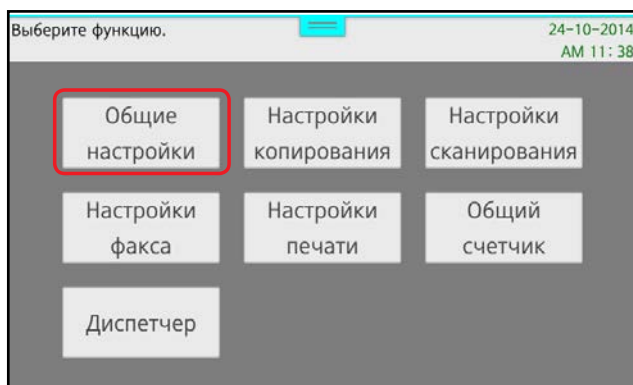 Выберите функцию.
24-10-2014
AM 11:38
Общие
настройки
Настройки
копирования
Настройки
сканирования
Настройки
факса
Настройки
печати
Общий
счетчик
Диспетчер